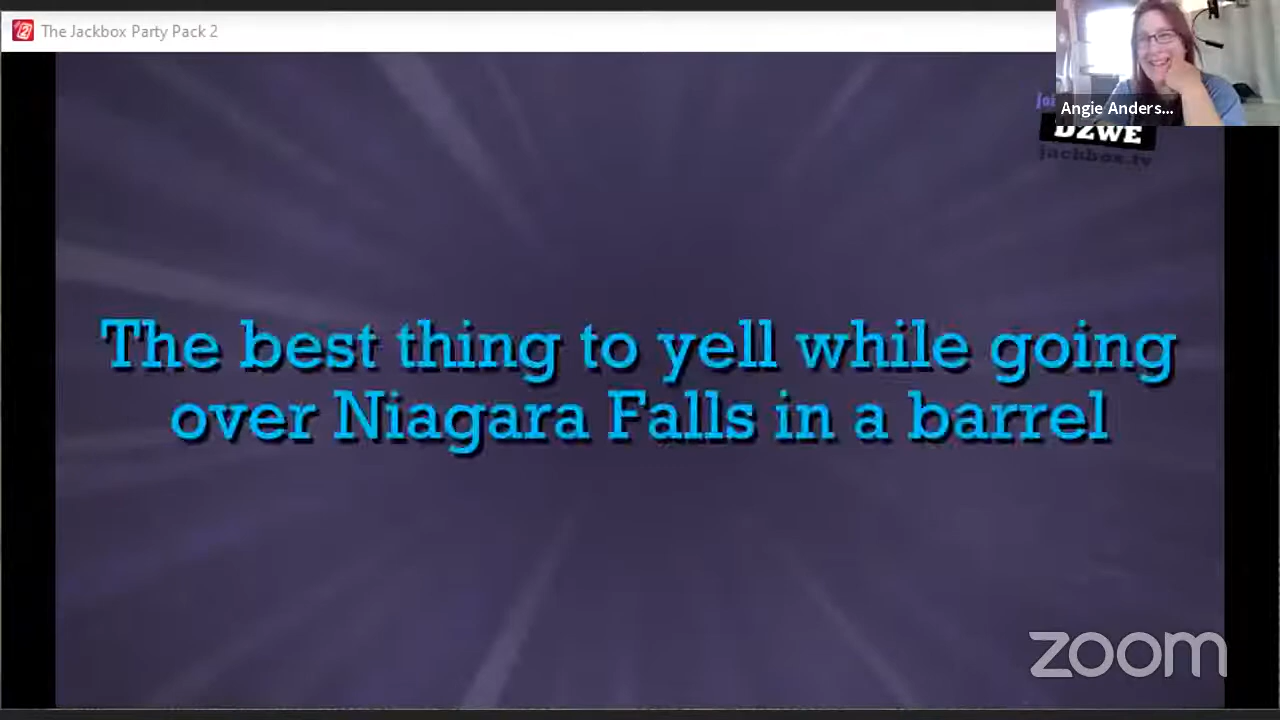 The Jackbox Party Pack 2
Angie Anders...
DZWE
jackbox.tv
The best thing to yell while going
over Niagara Falls in a barrel
zoom